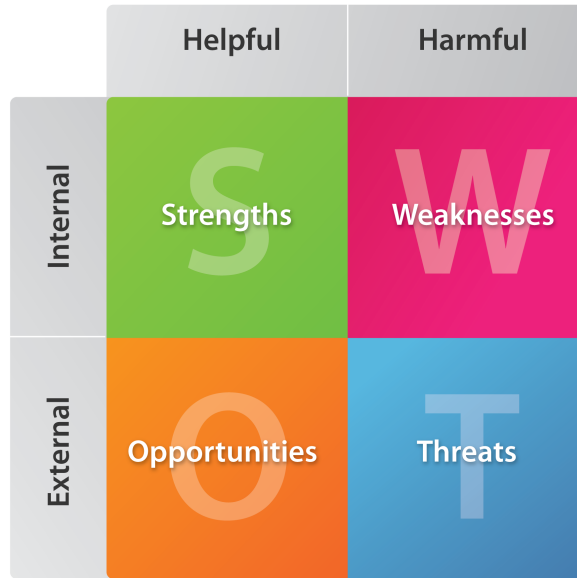 Helpful
Harmful
Internal
S
Strengths
W
Weaknesses
External
O
Opportunities
T
Threats